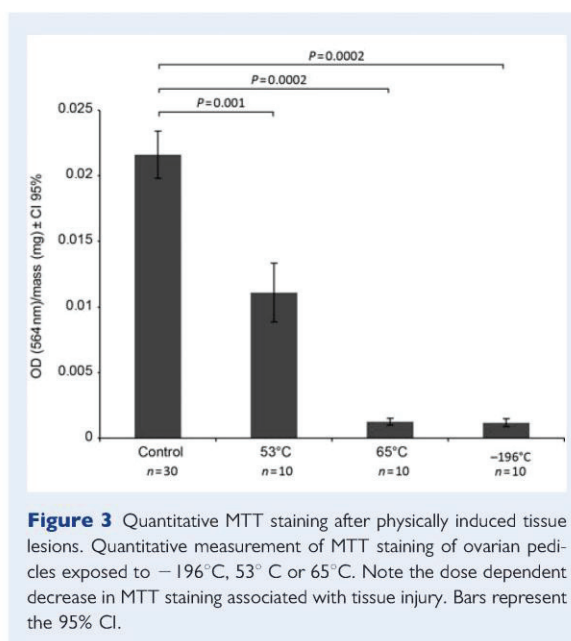 P=0.0002
P=0.0002
P=0.001
OD (564 nm)/mass (mg) ± CI 95%
0.025
0.02
0.015
0.01
0.005
0
Control 53°C 65°C −196°C
n=30 n=10 n=10 n=10
Figure 3 Quantitative MTT staining after physically induced tissue
lesions. Quantitative measurement of MTT staining of ovarian pedi-
cles exposed to −196°C, 53° C or 65°C. Note the dose dependent
decrease in MTT staining associated with tissue injury. Bars represent
the 95% CI.